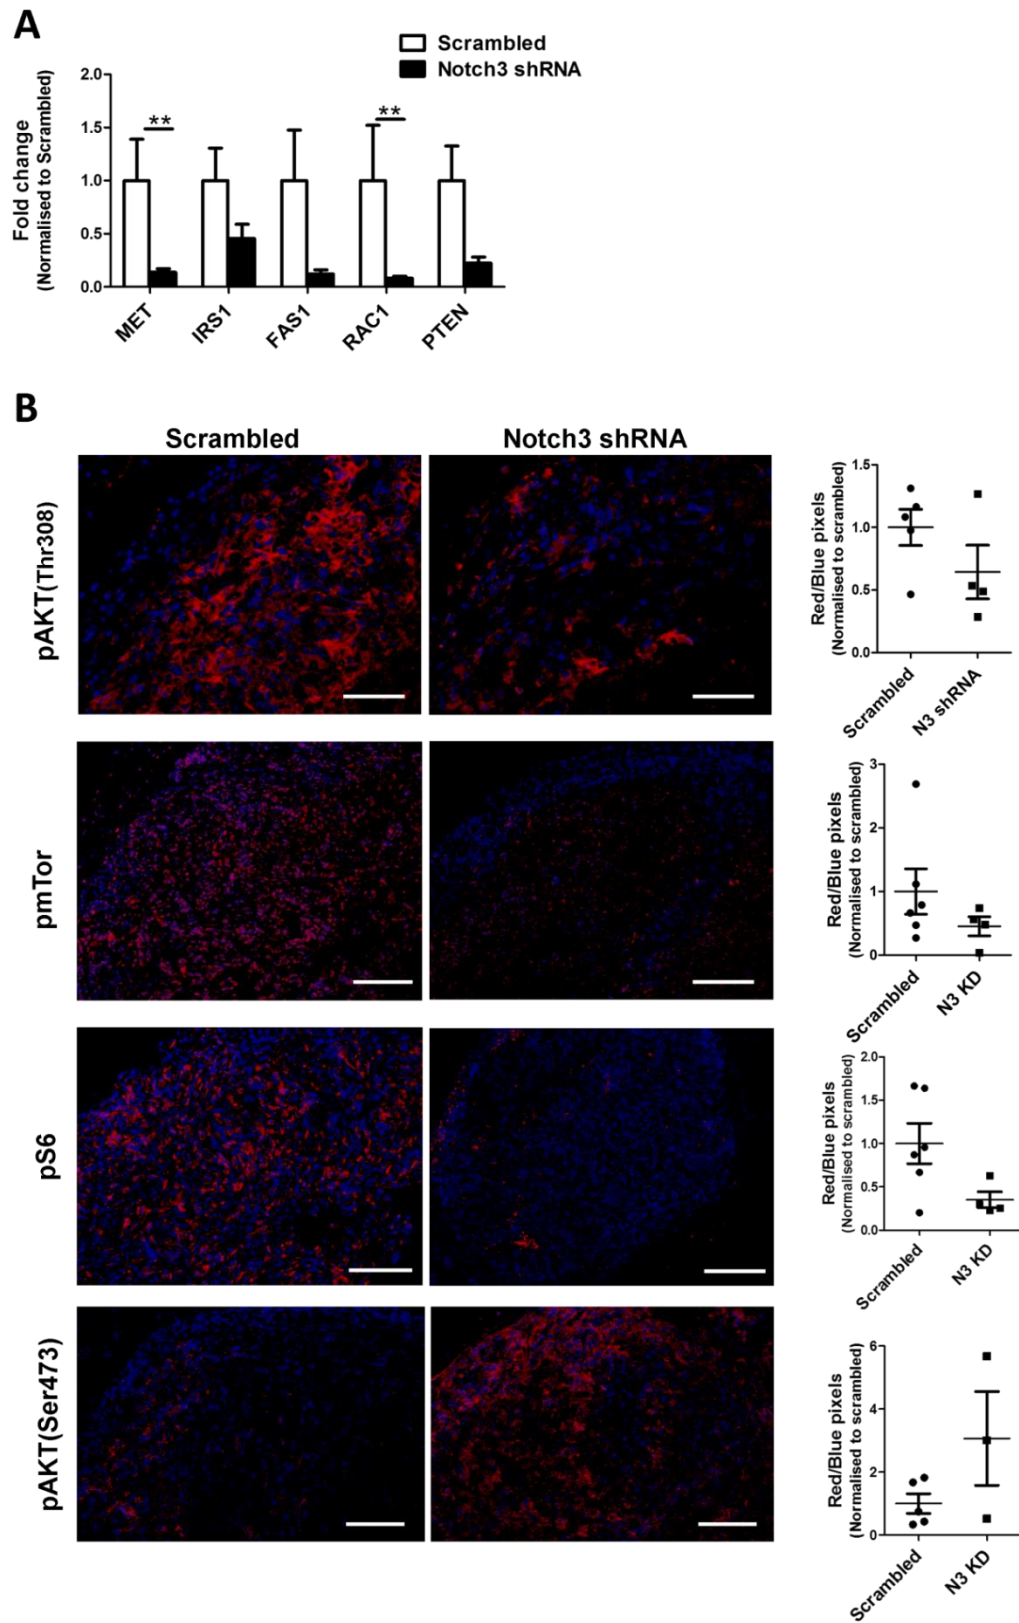 A
Scrambled
Notch3 shRNA
Fold change
(Normalised to Scrambled)
2.0
1.5
1.0
0.5
0.0
**
**
MET
IRS1
FAS1
RAC1
PTEN
B
Scrambled
Notch3 shRNA
pAKT(Thr308)
Red/Blue pixels
(Normalised to scrambled)
1.5
1.0
0.5
0.0
Scrambled
N3 shRNA
pmTor
Red/Blue pixels
(Normalised to scrambled)
3
2
1
0
Scrambled
N3 KD
pS6
Red/Blue pixels
(Normalised to scrambled)
2.0
1.5
1.0
0.5
0.0
Scrambled
N3 KD
pAKT(Ser473)
Red/Blue pixels
(Normalised to scrambled)
6
4
2
0
Scrambled
N3 KD